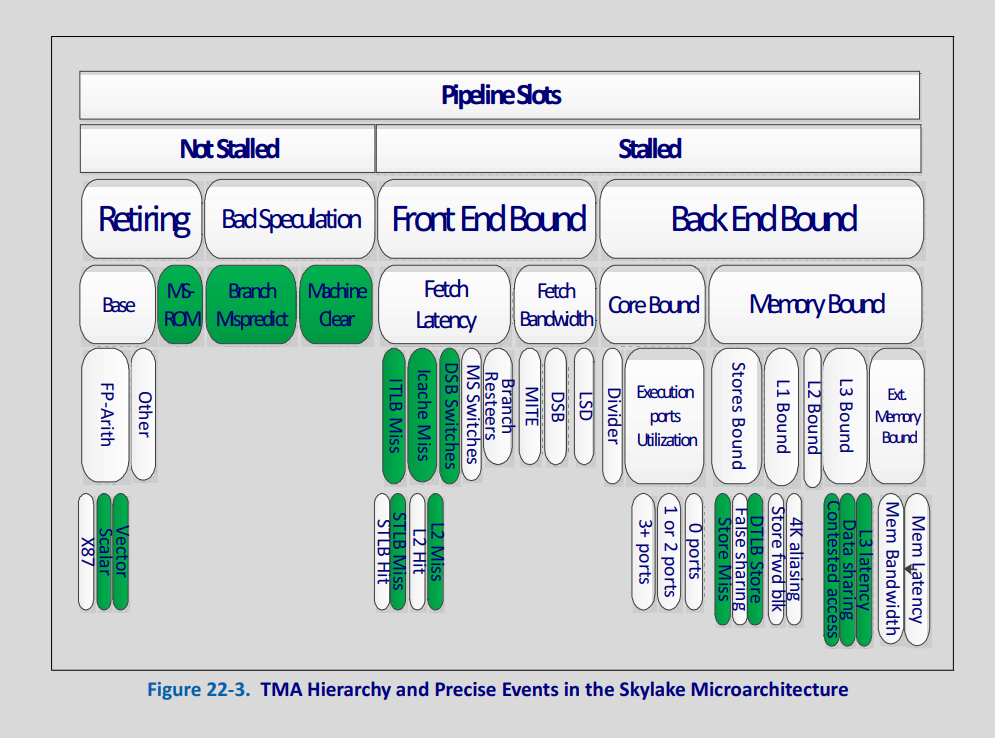 Pipeline Slots
Not Stalled
Stalled
Retiring
Bad Speculation
Front End Bound
Back End Bound
Base
MS-
ROM
Branch
Mspredict
Machine
Clear
Fetch
Latency
Fetch
Bandwidth
Core Bound
Memory Bound
FP-Arith
Other
ITLB Miss
Icache Miss
DSB Switches
MS Switches
Branch
Resteers
MITE
DSB
LSD
Divider
Execution
ports
Utilization
Stores Bound
L1 Bound
L2 Bound
L3 Bound
Ext.
Memory
Bound
X87
Scalar
Vector
STLB Hit
STLB Miss
L2 Hit
L2 Miss
3+ ports
1 or 2 ports
0 ports
Store Miss
False sharing
DTLB Store
Store fwd blk
4K aliasing
Contested access
Data sharing
L3 latency
Mem Bandwidth
Mem Latency
Figure 22-3. TMA Hierarchy and Precise Events in the Skylake Microarchitecture